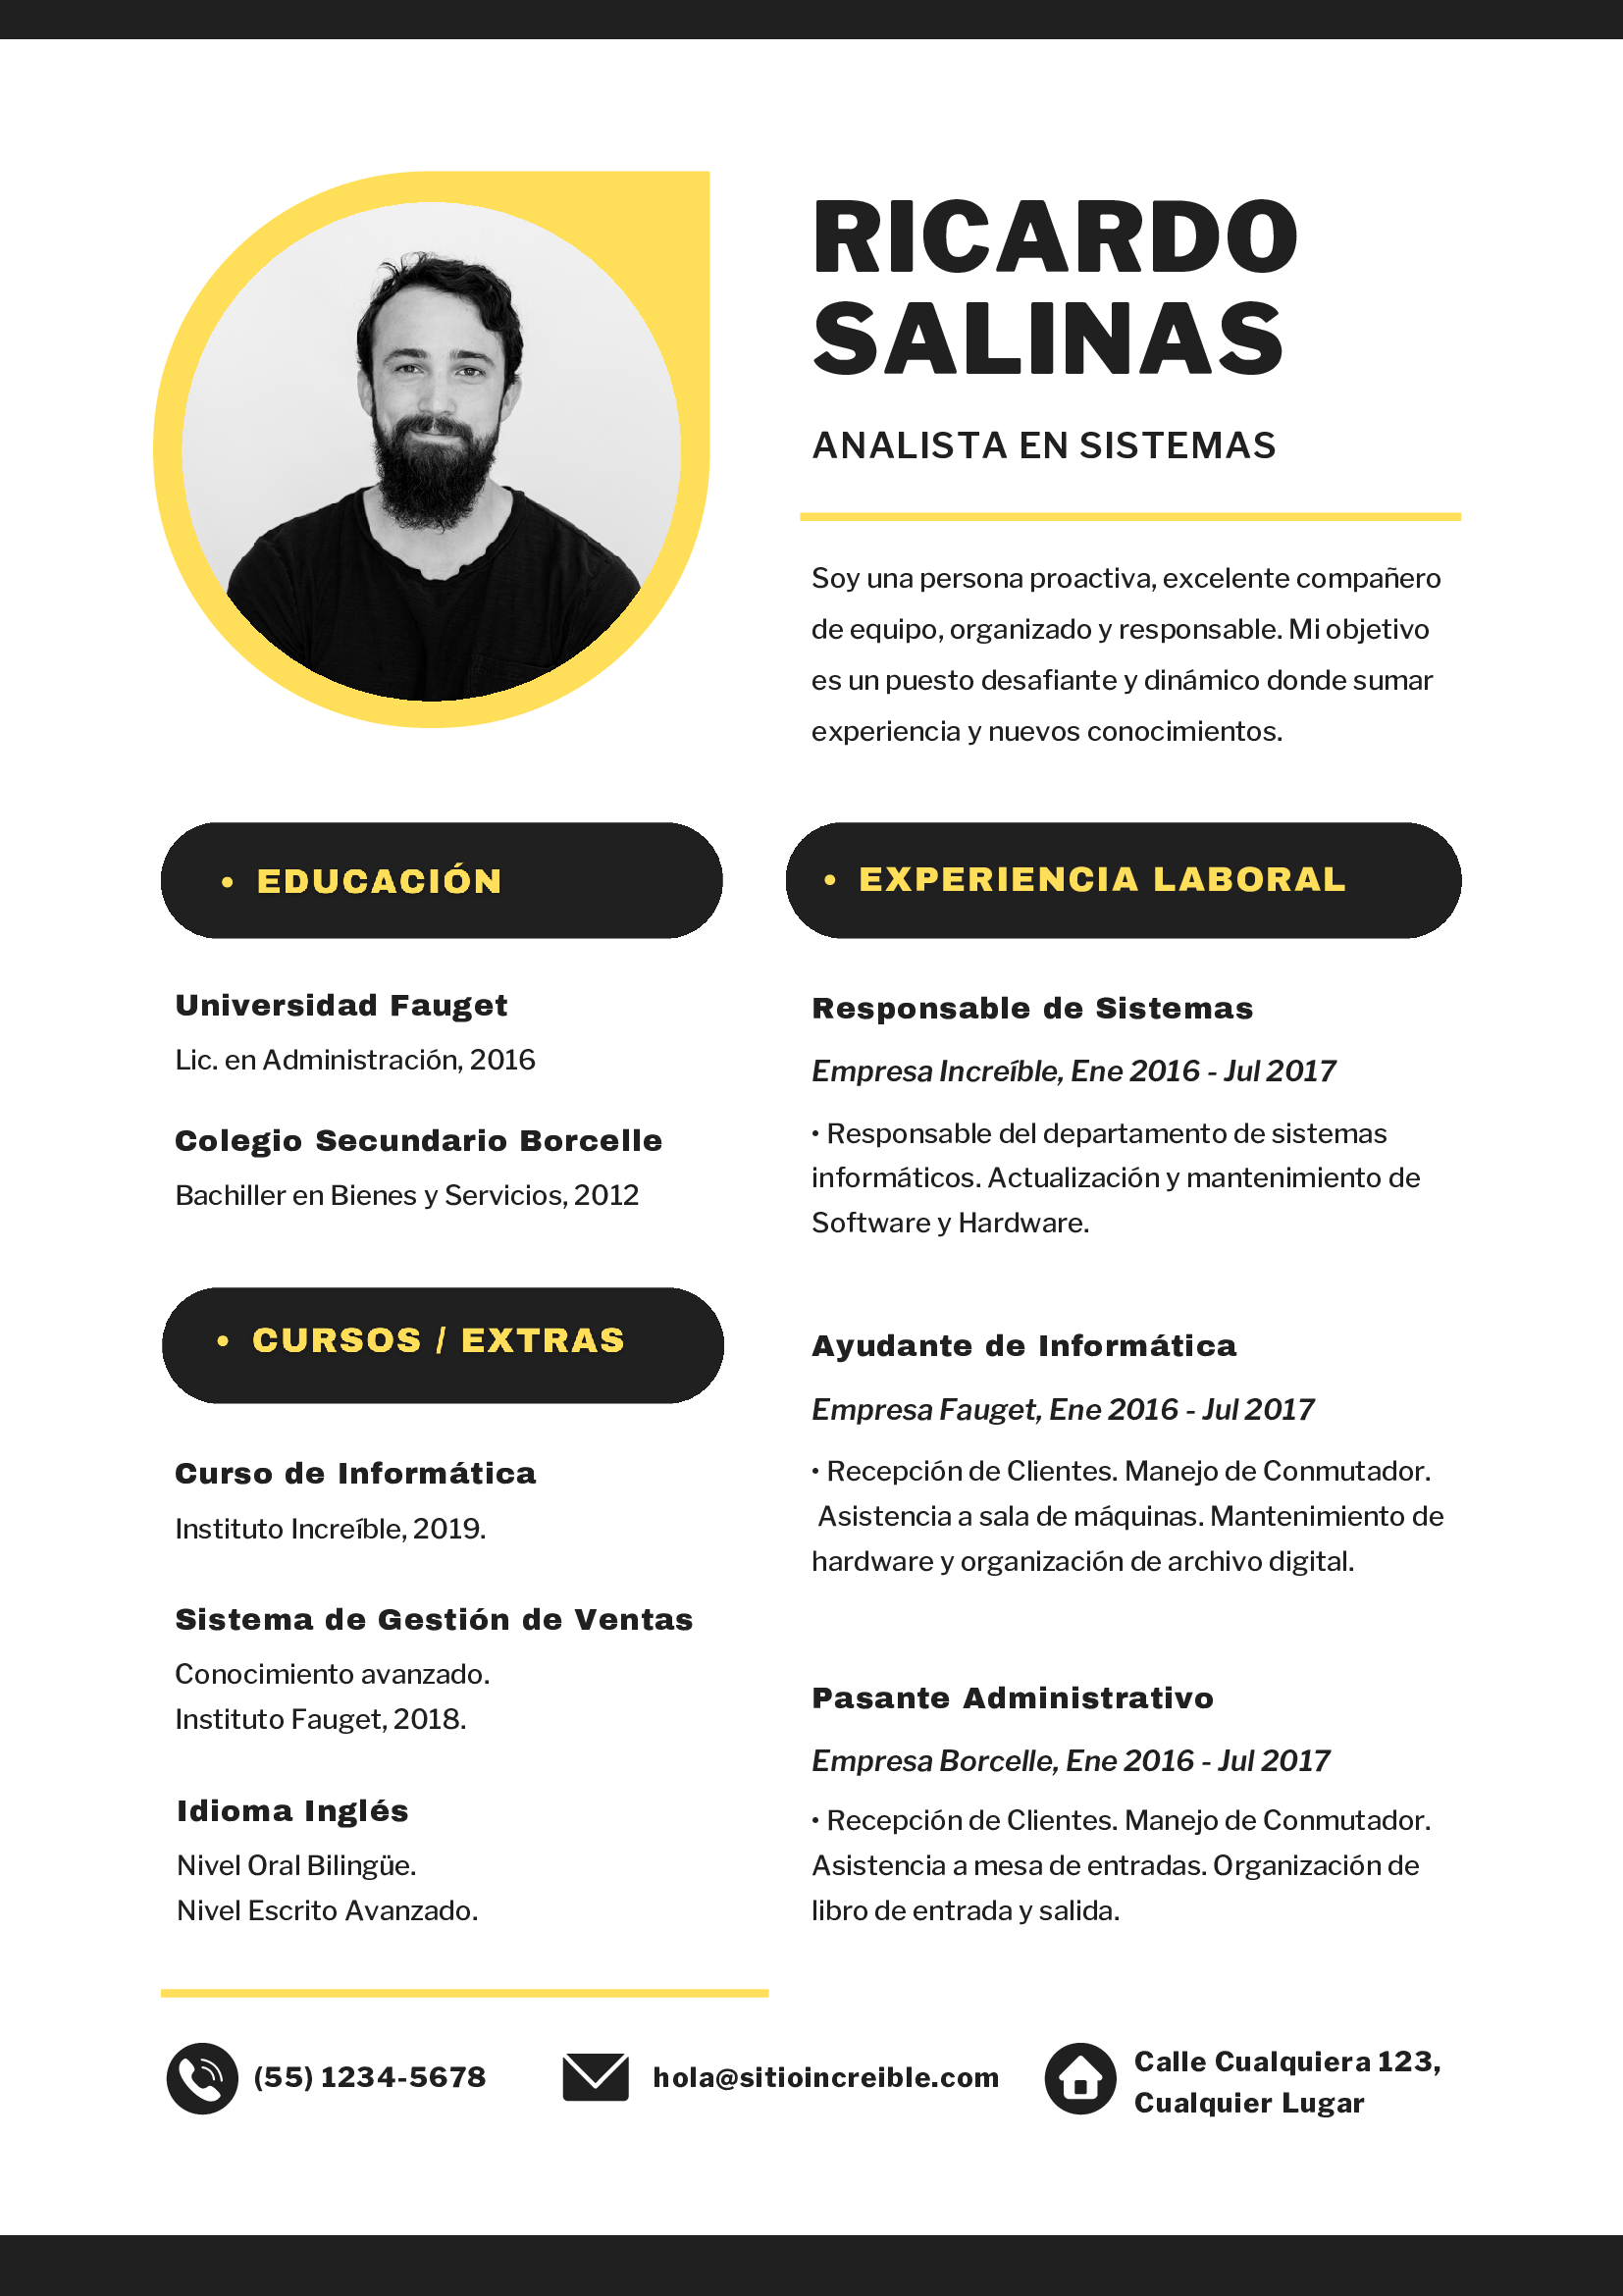 RICARDO
SALINAS
ANALISTA EN SISTEMAS
Soy una persona proactiva, excelente compañero
de equipo, organizado y responsable. Mi objetivo
es un puesto desafiante y dinámico donde sumar
experiencia y nuevos conocimientos.
• EDUCACIÓN
Universidad Fauget
Lic. en Administración, 2016
Colegio Secundario Borcelle
Bachiller en Bienes y Servicios, 2012
• CURSOS / EXTRAS
Curso de Informática
Instituto Increíble, 2019.
Sistema de Gestión de Ventas
Conocimiento avanzado.
Instituto Fauget, 2018.
Idioma Inglés
Nivel Oral Bilingüe.
Nivel Escrito Avanzado.
• EXPERIENCIA LABORAL
Responsable de Sistemas
Empresa Increíble, Ene 2016 - Jul 2017
• Responsable del departamento de sistemas
informáticos. Actualización y mantenimiento de
Software y Hardware.
Ayudante de Informática
Empresa Fauget, Ene 2016 - Jul 2017
• Recepción de Clientes. Manejo de Conmutador.
Asistencia a sala de máquinas. Mantenimiento de
hardware y organización de archivo digital.
Pasante Administrativo
Empresa Borcelle, Ene 2016 - Jul 2017
• Recepción de Clientes. Manejo de Conmutador.
Asistencia a mesa de entradas. Organización de
libro de entrada y salida.
(55) 1234-5678
hola@sitioincreible.com
Calle Cualquiera 123,
Cualquier Lugar